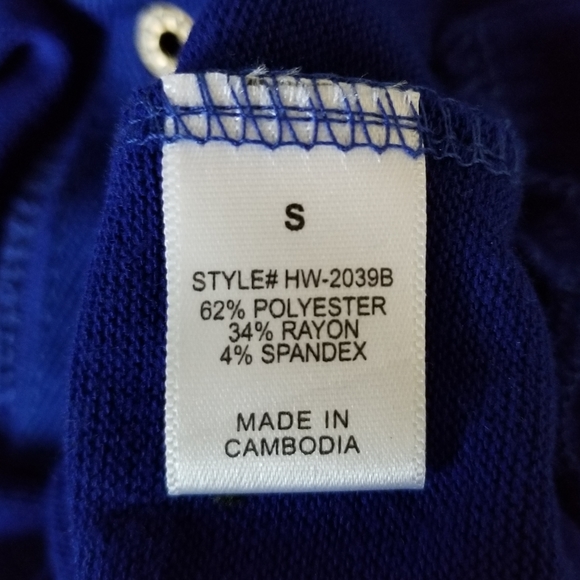 S
STYLE# HW-2039B
62% POLYESTER
34% RAYON
4% SPANDEX
MADE IN
CAMBODIA